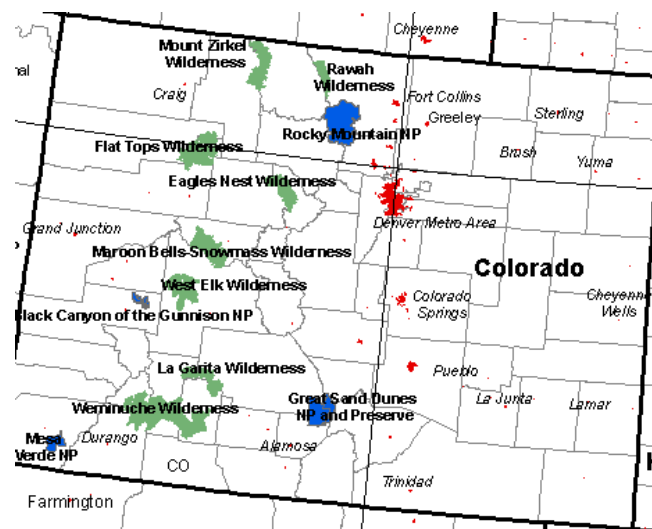 Cheyenne
Mount Zirkel
Wilderness
nal
Rawah
Wilderness
Craig
Fort Collins
Greeley
Sterling
Rocky Mountain NP
Flat Tops Wilderness
Brush
Yuma
Eagles Nest Wilderness
Grand Junction
Denver Metro Area
Maroon Bells-Snowmass Wilderness
Colorado
West Elk Wilderness
Colorado
Springs
Cheyenne
Wells
Black Canyon of the Gunnison NP
La Garita Wilderness
Pueblo
Great Sand Dunes
NP and Preserve
La Junta
Lamar
Weminuche Wilderness
Mesa
Verde NP
Durango
Alamosa
CO
Trinidad
Farmington